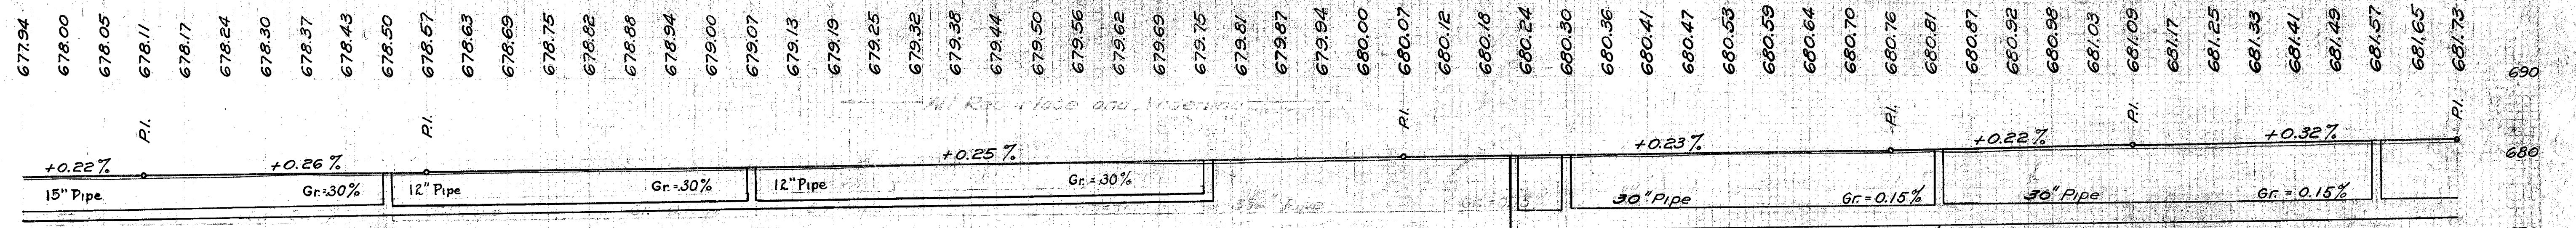 677.94 678.00 678.05 678.11 678.17 678.24 678.30 678.37 678.43 678.50 678.57 678.63 678.69 678.75 678.82 678.88 678.94 679.00 679.07 679.13 679.19 679.25 679.32 679.38 679.44 679.50 679.56 679.62 679.69 679.75 679.81 679.87 679.94 680.00 680.07 680.12 680.18 680.24 680.30 680.36 680.41 680.47 680.53 680.59 680.64 680.70 680.76 680.81 680.87 680.92 680.98 681.03 681.09 681.17 681.25 681.33 681.41 681.49 681.57 681.65 681.73
690
All Resurface and
P.I. P.I. P.I. P.I. P.I. P.I.
+0.22% +0.26% +0.25% +0.23% +0.22% +0.32%
680
15" Pipe Gr.=.30% 12" Pipe Gr.=.30% 12" Pipe Gr.=.30% Pipe 30" Pipe Gr.=0.15% 30" Pipe Gr.=0.15%